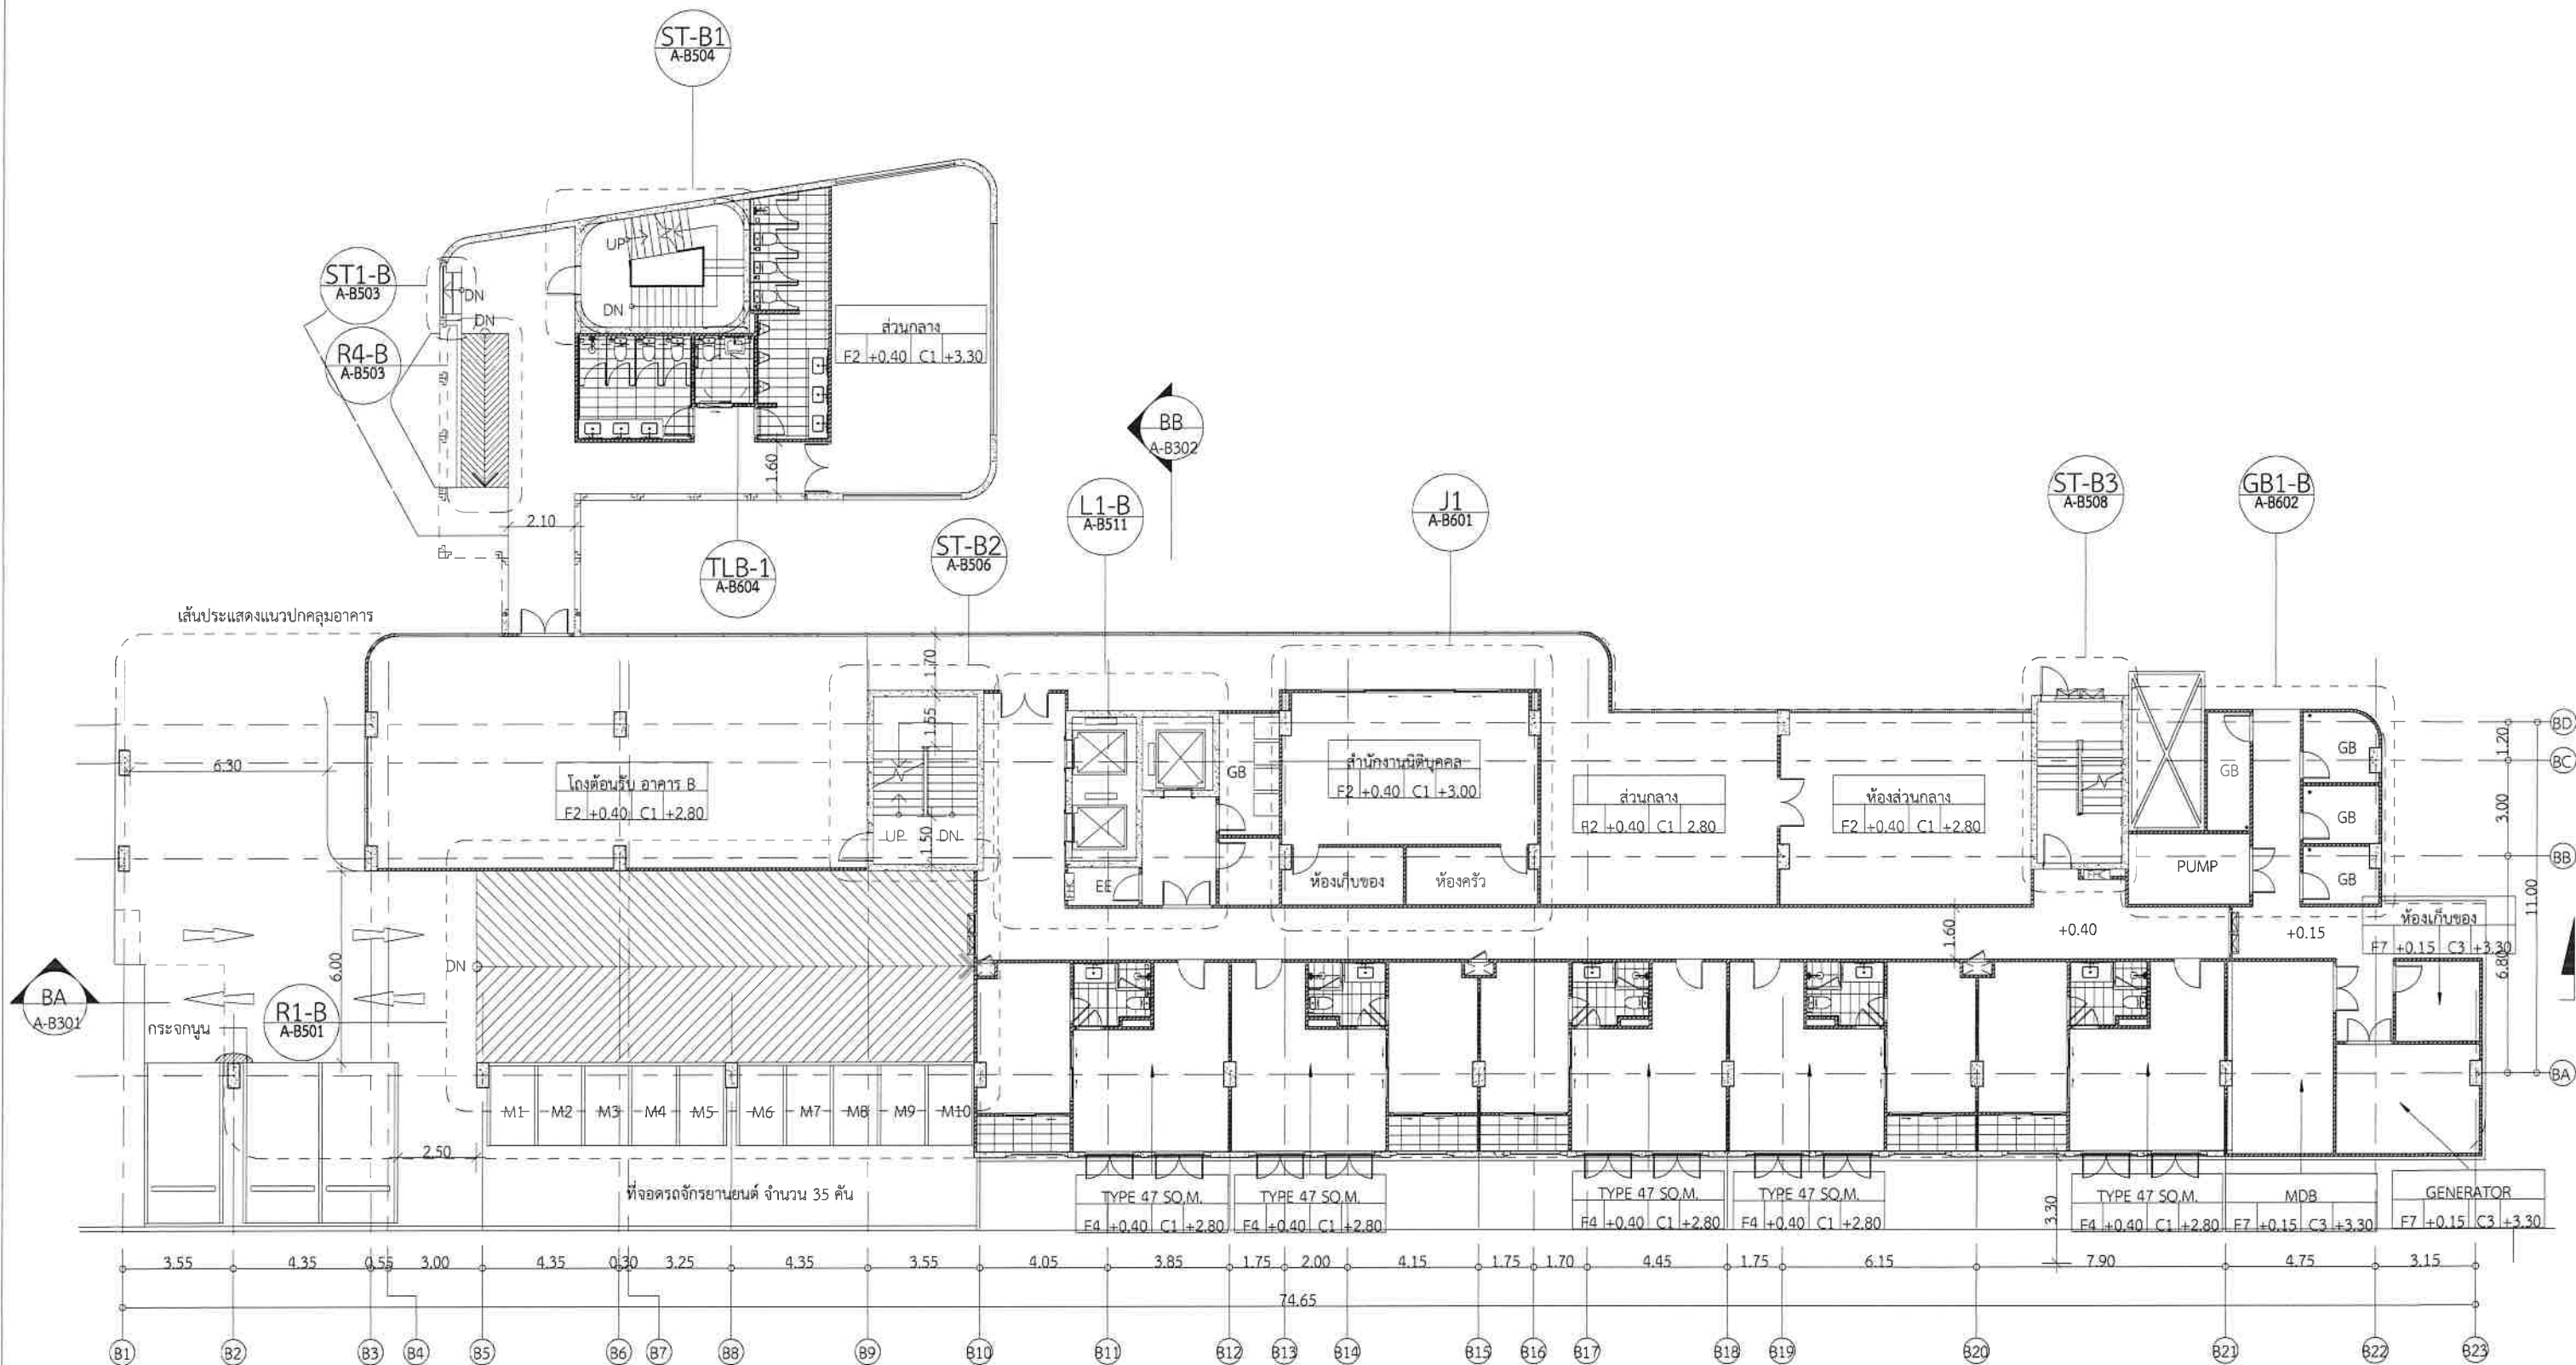 ST-B1
A-B504
UP
ST1-B
A-B503
DN
DN
DN
R4-B
A-B503
ส่วนกลาง
F2 +0.40 C1 +3.30
BB
A-B302
1.60
2.10
L1-B
A-B511
J1
A-B601
ST-B3
A-B508
GB1-B
A-B602
ST-B2
A-B506
TLB-1
A-B604
เส้นประแสดงแนวปกคลุมอาคาร
1.70
1.55
6.30
โถงต้อนรับ อาคาร B
F2 +0.40 C1 +2.80
UP
DN
1.50
GB
EE
สำนักงานนิติบุคคล
F2 +0.40 C1 +3.00
ห้องเก็บของ
ห้องครัว
ส่วนกลาง
F2 +0.40 C1 2.80
ห้องส่วนกลาง
F2 +0.40 C1 +2.80
GB
GB
GB
GB
PUMP
BD
1.20
BC
3.00
BB
11.00
6.80
BA
1.60
+0.40
+0.15
ห้องเก็บของ
F7 +0.15 C3 +3.30
6.00
DN
BA
A-B301
กระจกนูน
R1-B
A-B501
M1 M2 M3 M4 M5 M6 M7 M8 M9 M10
2.50
ที่จอดรถจักรยานยนต์ จำนวน 35 คัน
TYPE 47 SQ.M.
F4 +0.40 C1 +2.80
TYPE 47 SQ.M.
F4 +0.40 C1 +2.80
TYPE 47 SQ.M.
F4 +0.40 C1 +2.80
TYPE 47 SQ.M.
F4 +0.40 C1 +2.80
3.30
TYPE 47 SQ.M.
F4 +0.40 C1 +2.80
MDB
F7 +0.15 C3 +3.30
GENERATOR
F7 +0.15 C3 +3.30
3.55 4.35 0.55 3.00 4.35 0.30 3.25 4.35 3.55 4.05 3.85 1.75 2.00 4.15 1.75 1.70 4.45 1.75 6.15 7.90 4.75 3.15
74.65
B1 B2 B3 B4 B5 B6 B7 B8 B9 B10 B11 B12 B13 B14 B15 B16 B17 B18 B19 B20 B21 B22 B23